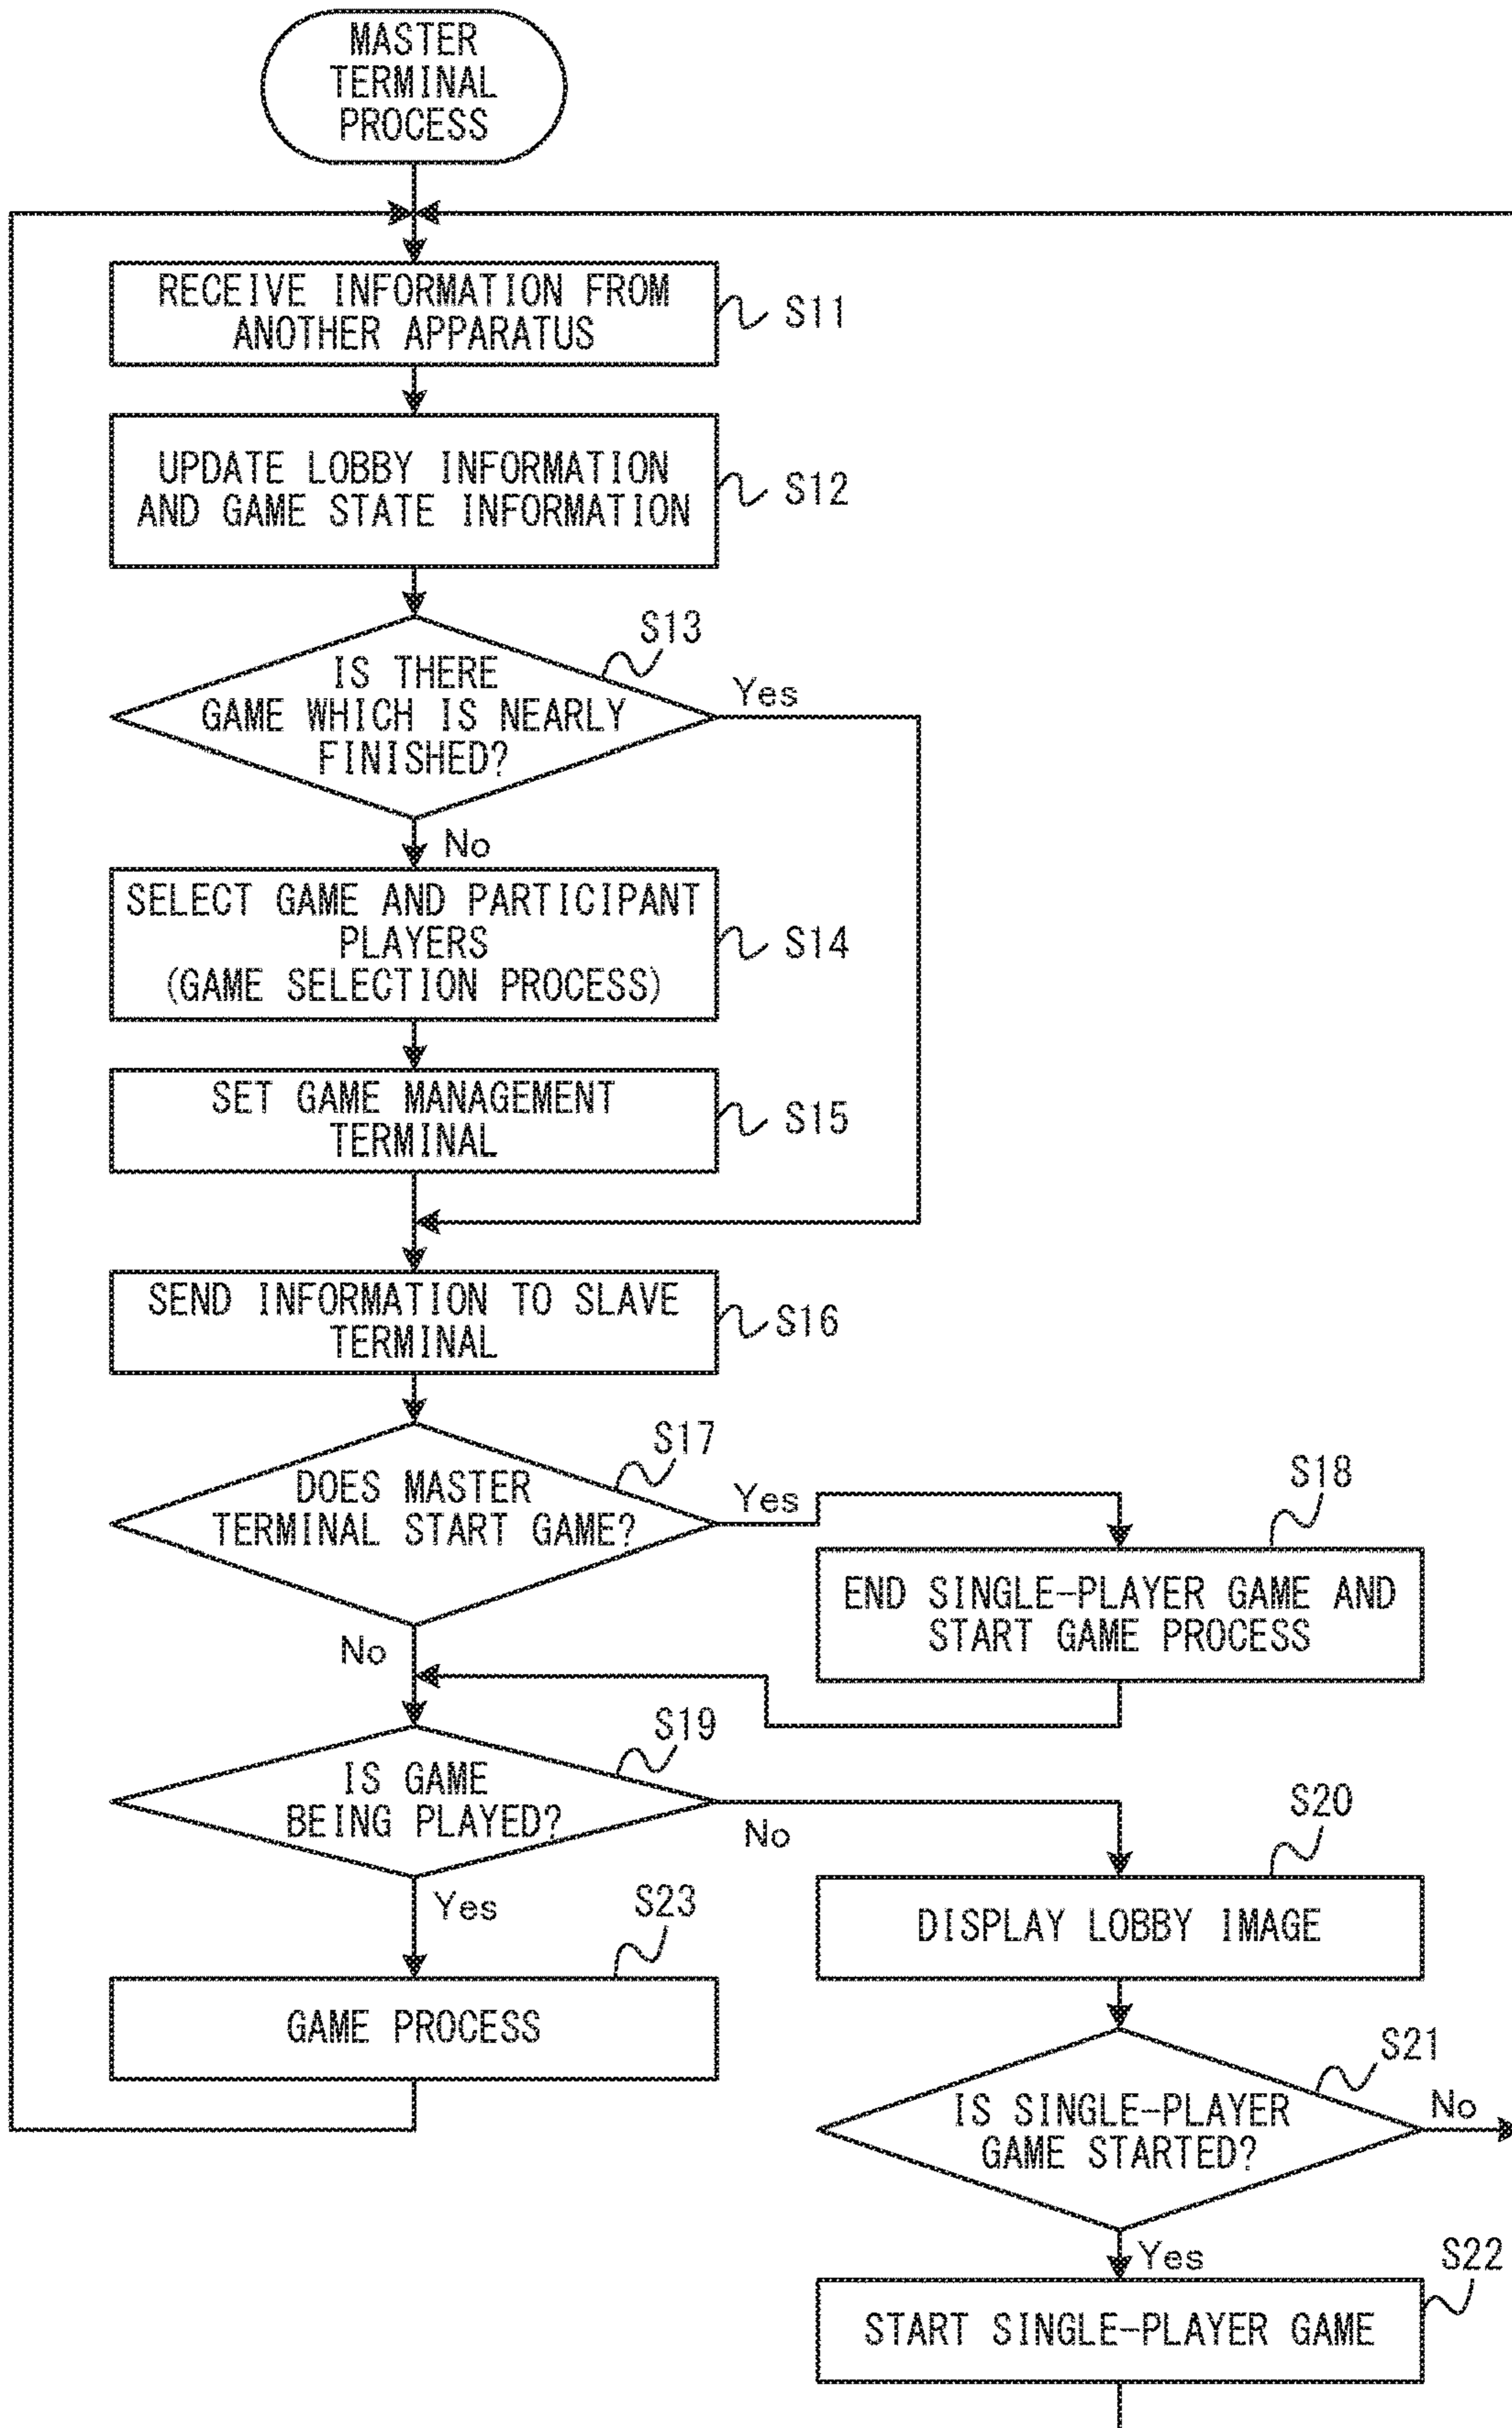 MASTER
TERMINAL
PROCESS
RECEIVE INFORMATION FROM
ANOTHER APPARATUS
S11
UPDATE LOBBY INFORMATION
AND GAME STATE INFORMATION
S12
S13
IS THERE
GAME WHICH IS NEARLY
FINISHED?
Yes
No
SELECT GAME AND PARTICIPANT
PLAYERS
(GAME SELECTION PROCESS)
S14
SET GAME MANAGEMENT
TERMINAL
S15
SEND INFORMATION TO SLAVE
TERMINAL
S16
S17
DOES MASTER
TERMINAL START GAME?
Yes
No
S18
END SINGLE-PLAYER GAME AND
START GAME PROCESS
S19
IS GAME
BEING PLAYED?
No
Yes
S20
DISPLAY LOBBY IMAGE
S23
GAME PROCESS
S21
IS SINGLE-PLAYER
GAME STARTED?
No
Yes
S22
START SINGLE-PLAYER GAME